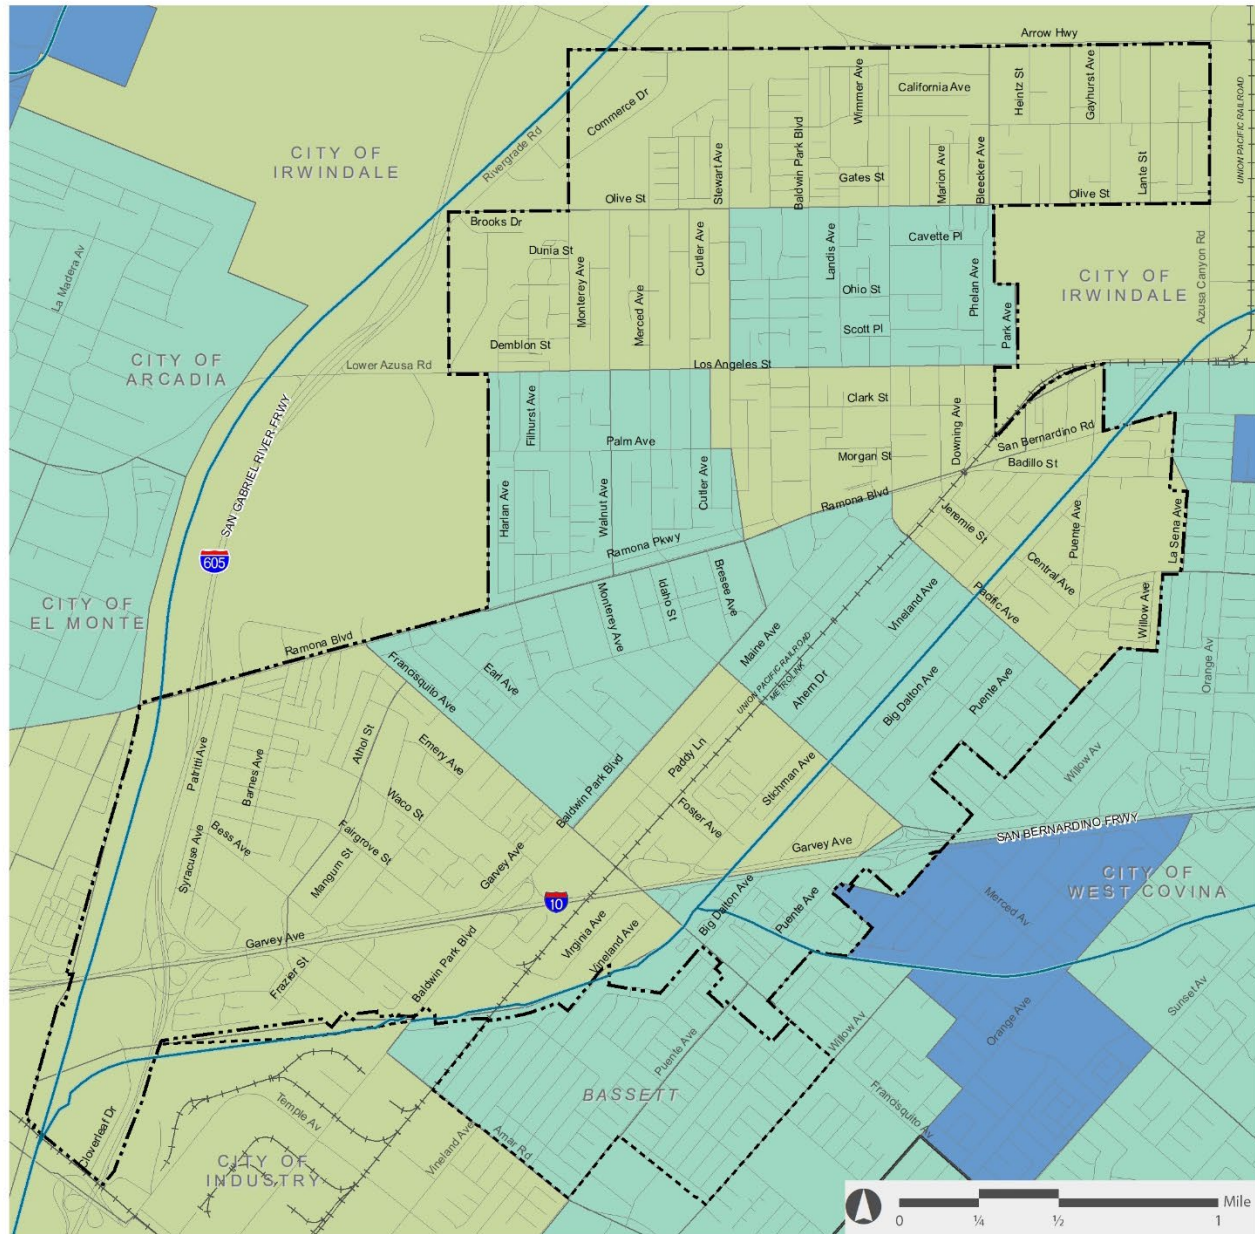 Arrow Hwy
Commerce Dr
Stewart Ave
Baldwin Park Blvd
Wimmer Ave
California Ave
Heintz St
Gayhurst Ave
UNION PACIFIC RAILROAD
CITY OF
IRWINDALE
Rivergrade Rd
Olive St
Gates St
Marion Ave
Bleecker Ave
Olive St
Lante St
Brooks Dr
Dunia St
Monterey Ave
Cutler Ave
Landis Ave
Cavette Pl
La Madera Av
Merced Ave
Ohio St
Phelan Ave
Park Ave
CITY OF
IRWINDALE
Azusa Canyon Rd
Demblon St
Scott Pl
CITY OF
ARCADIA
Lower Azusa Rd
Los Angeles St
Filhurst Ave
Clark St
Downing Ave
San Bernardino Rd
Palm Ave
Morgan St
Badillo St
SAN GABRIEL RIVER FRWY
Harlan Ave
Walnut Ave
Cutler Ave
Ramona Blvd
Jeremie St
Puente Ave
La Sena Ave
605
Ramona Pkwy
Central Ave
CITY OF
EL MONTE
Monterey Ave
Idaho St
Bresee Ave
Vineland Ave
Pacific Ave
Willow Ave
Ramona Blvd
Francisquito Ave
Earl Ave
Maine Ave
UNION PACIFIC RAILROAD
METROLINK
Ahern Dr
Big Dalton Ave
Puente Ave
Orange Av
Patritti Ave
Barnes Ave
Athol St
Emery Ave
Paddy Ln
Willow Av
Waco St
Baldwin Park Blvd
Stichman Ave
Foster Ave
Syracuse Ave
Bess Ave
Fairgrove St
Mangum St
Garvey Ave
Garvey Ave
SAN BERNARDINO FRWY
10
CITY OF
WEST COVINA
Merced Av
Big Dalton Ave
Puente Ave
Garvey Ave
Frazier St
Baldwin Park Blvd
Virginia Ave
Vineland Ave
Sunset Av
Orange Ave
Puente Ave
Willow Av
BASSETT
Francisquito Av
Cloverleaf Dr
Temple Av
Vineland Ave
Amar Rd
CITY OF
INDUSTRY
Mile
0 ¼ ½ 1